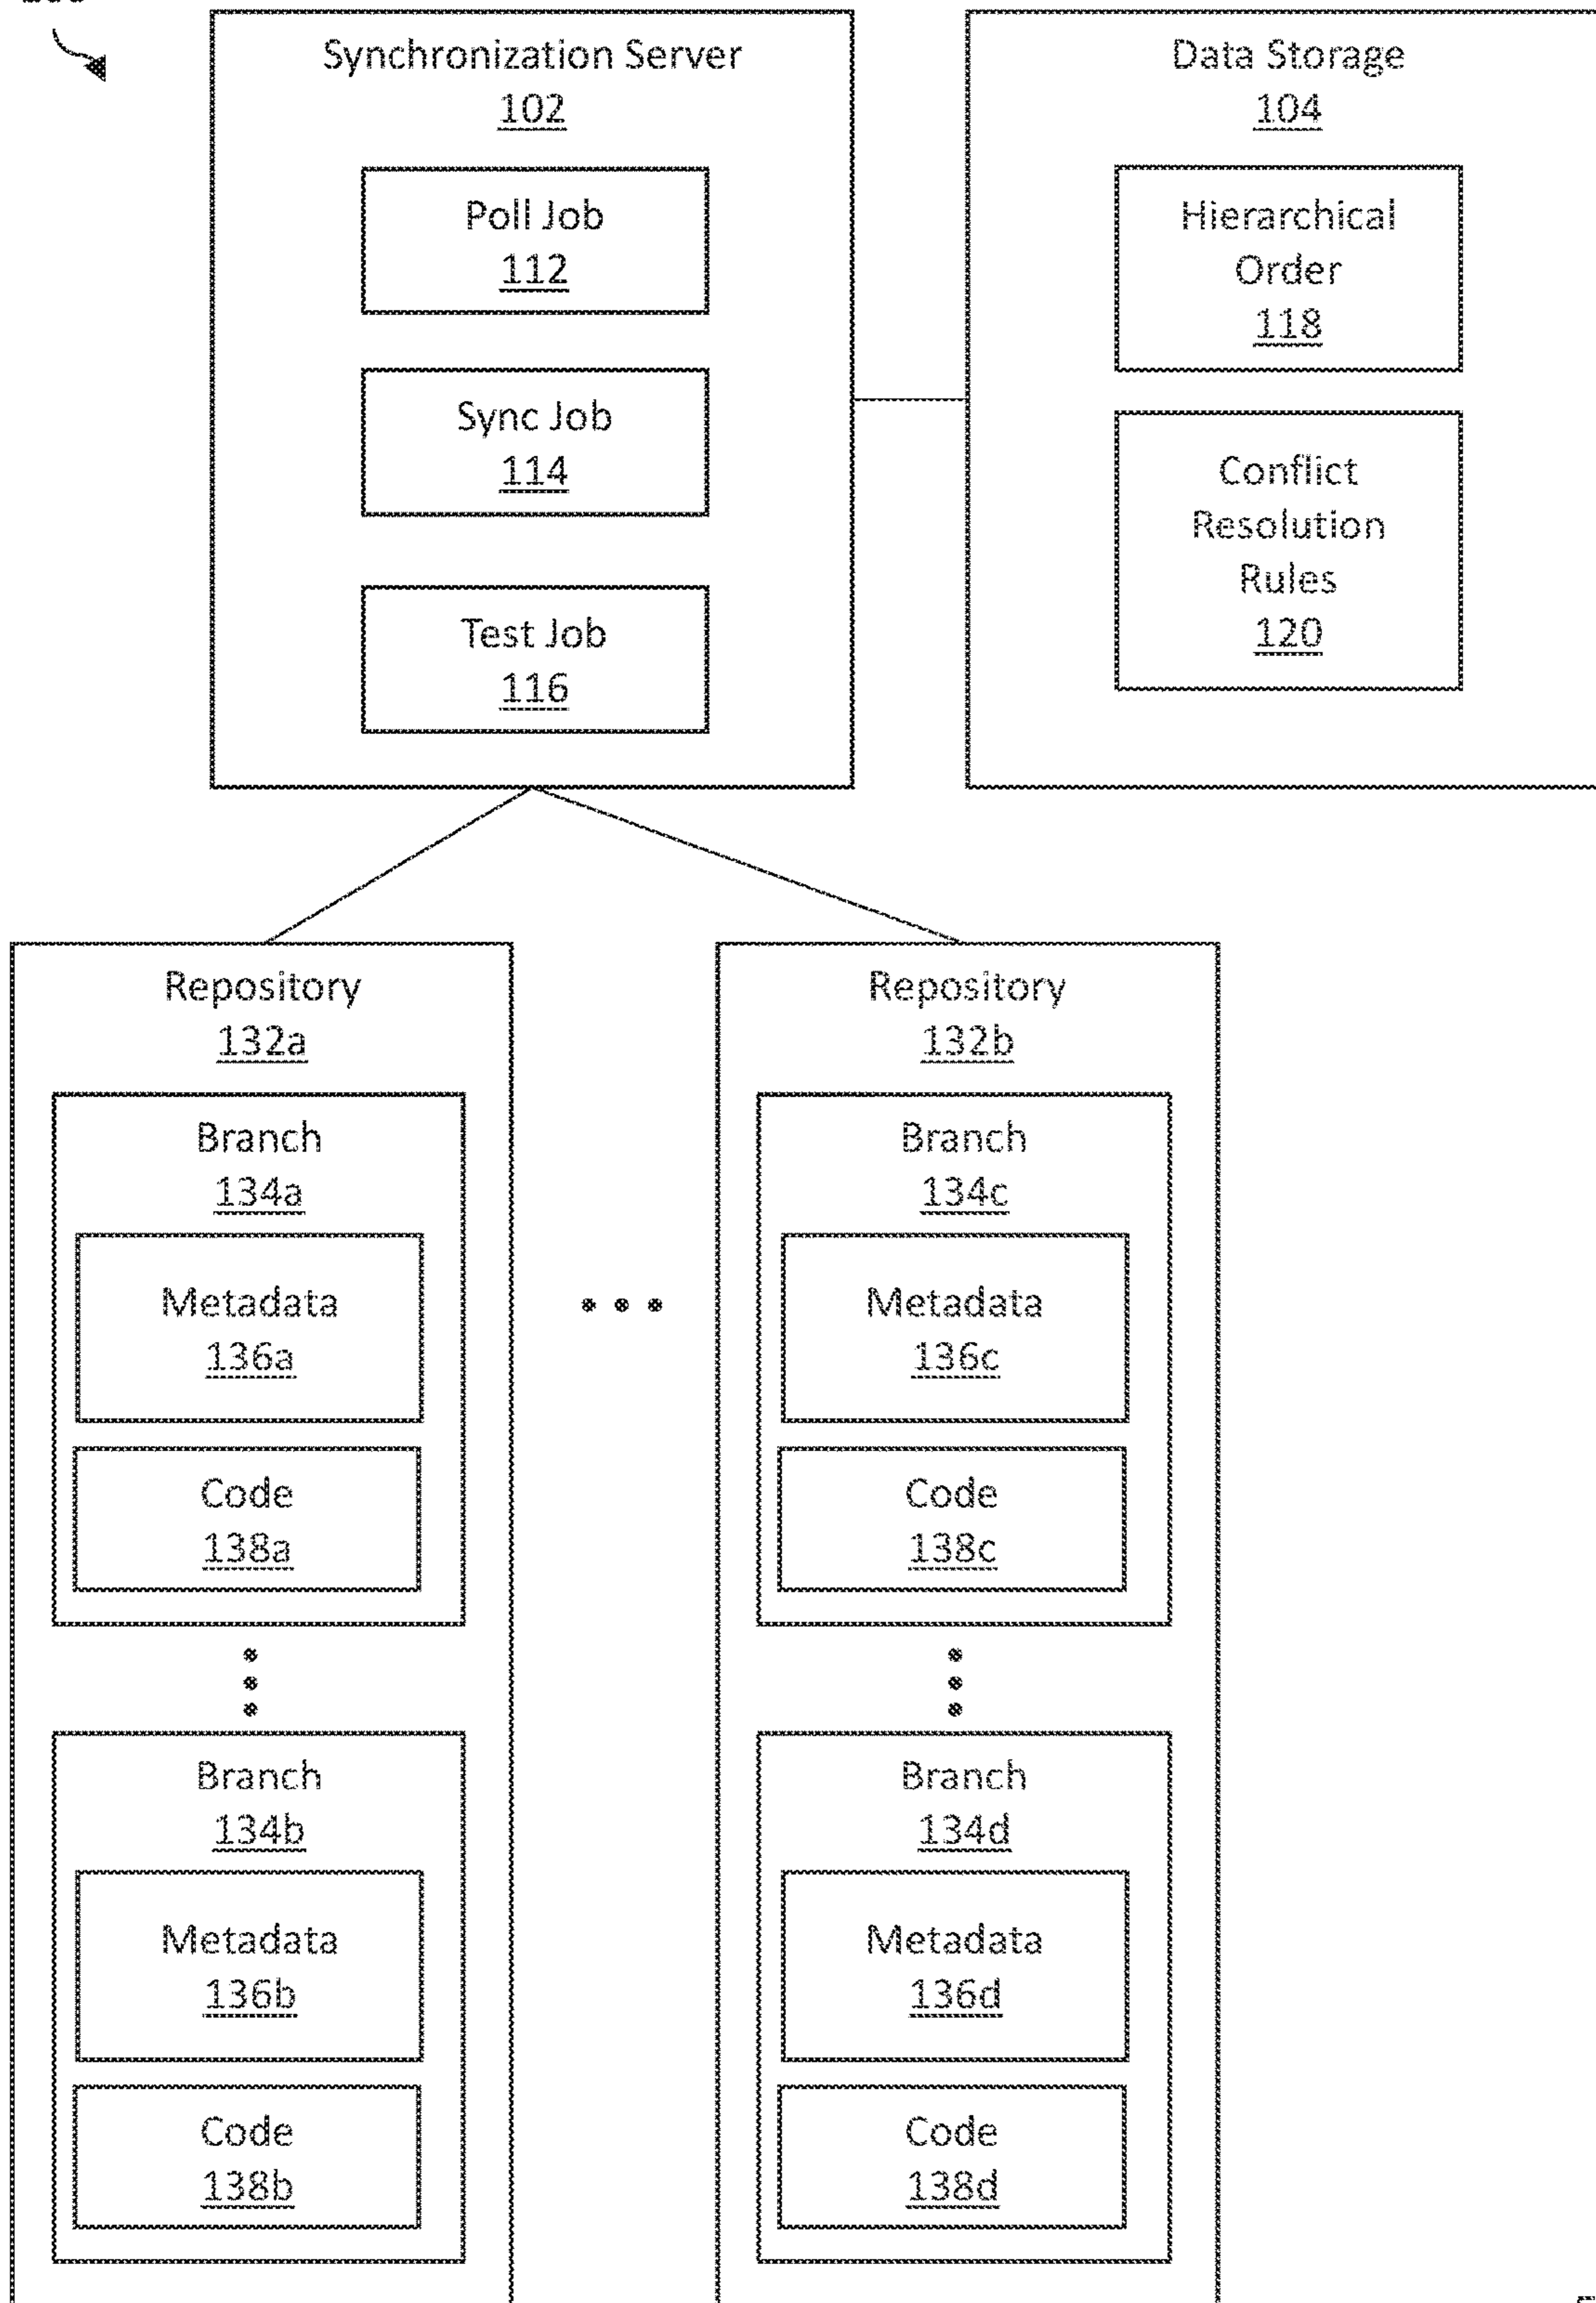 Synchronization Server
102
Poll Job
112
Sync Job
114
Test Job
116
Data Storage
104
Hierarchical
Order
118
Conflict
Resolution
Rules
120
Repository
132a
Branch
134a
Metadata
136a
Code
138a
Branch
134b
Metadata
136b
Code
138b
Repository
132b
Branch
134c
Metadata
136c
Code
138c
Branch
134d
Metadata
136d
Code
138d